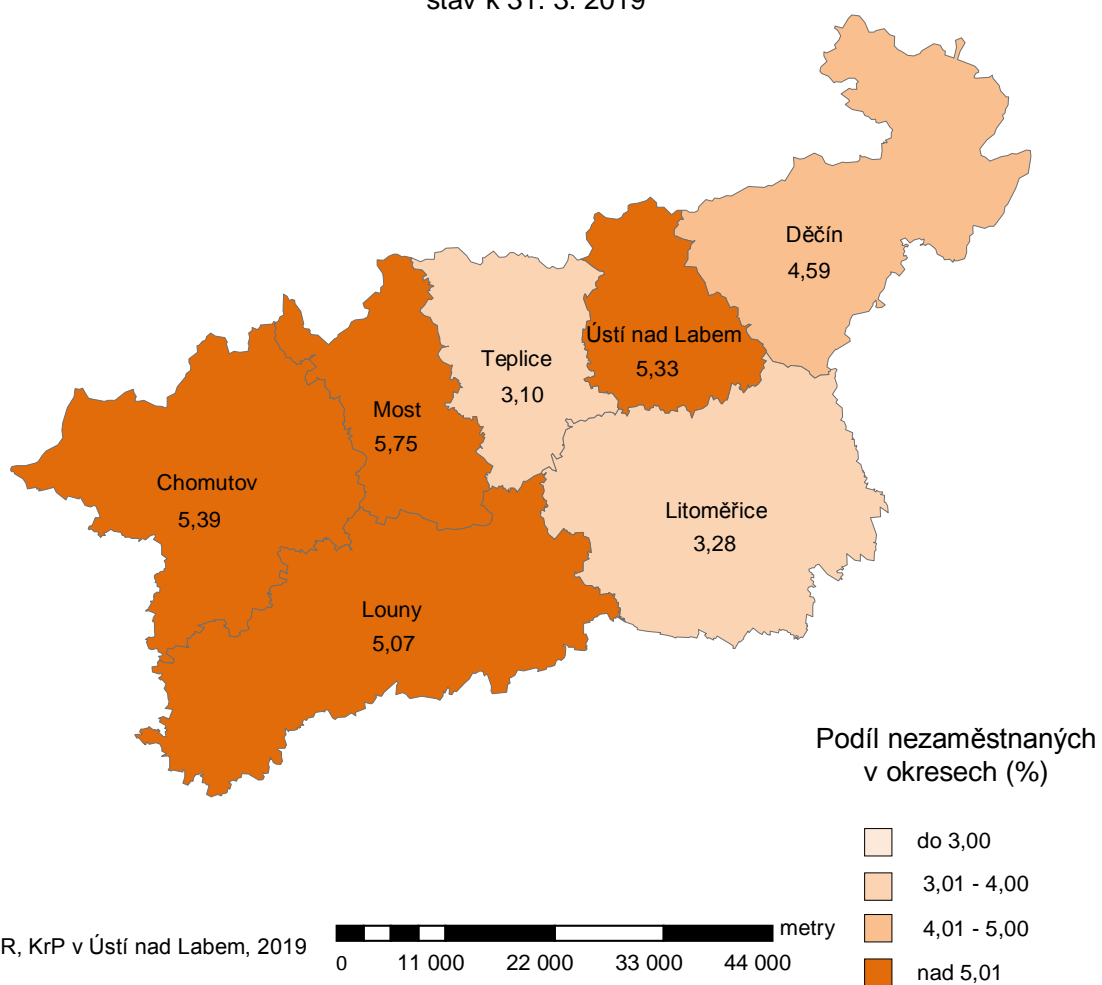 stav k 31. 3. 2019
Děčín
4,59
Ústí nad Labem
5,33
Teplice
3,10
Most
5,75
Chomutov
5,39
Litoměřice
3,28
Louny
5,07
Podíl nezaměstnaných
v okresech (%)
do 3,00
3,01 - 4,00
4,01 - 5,00
nad 5,01
metry
0 11 000 22 000 33 000 44 000
R, KrP v Ústí nad Labem, 2019